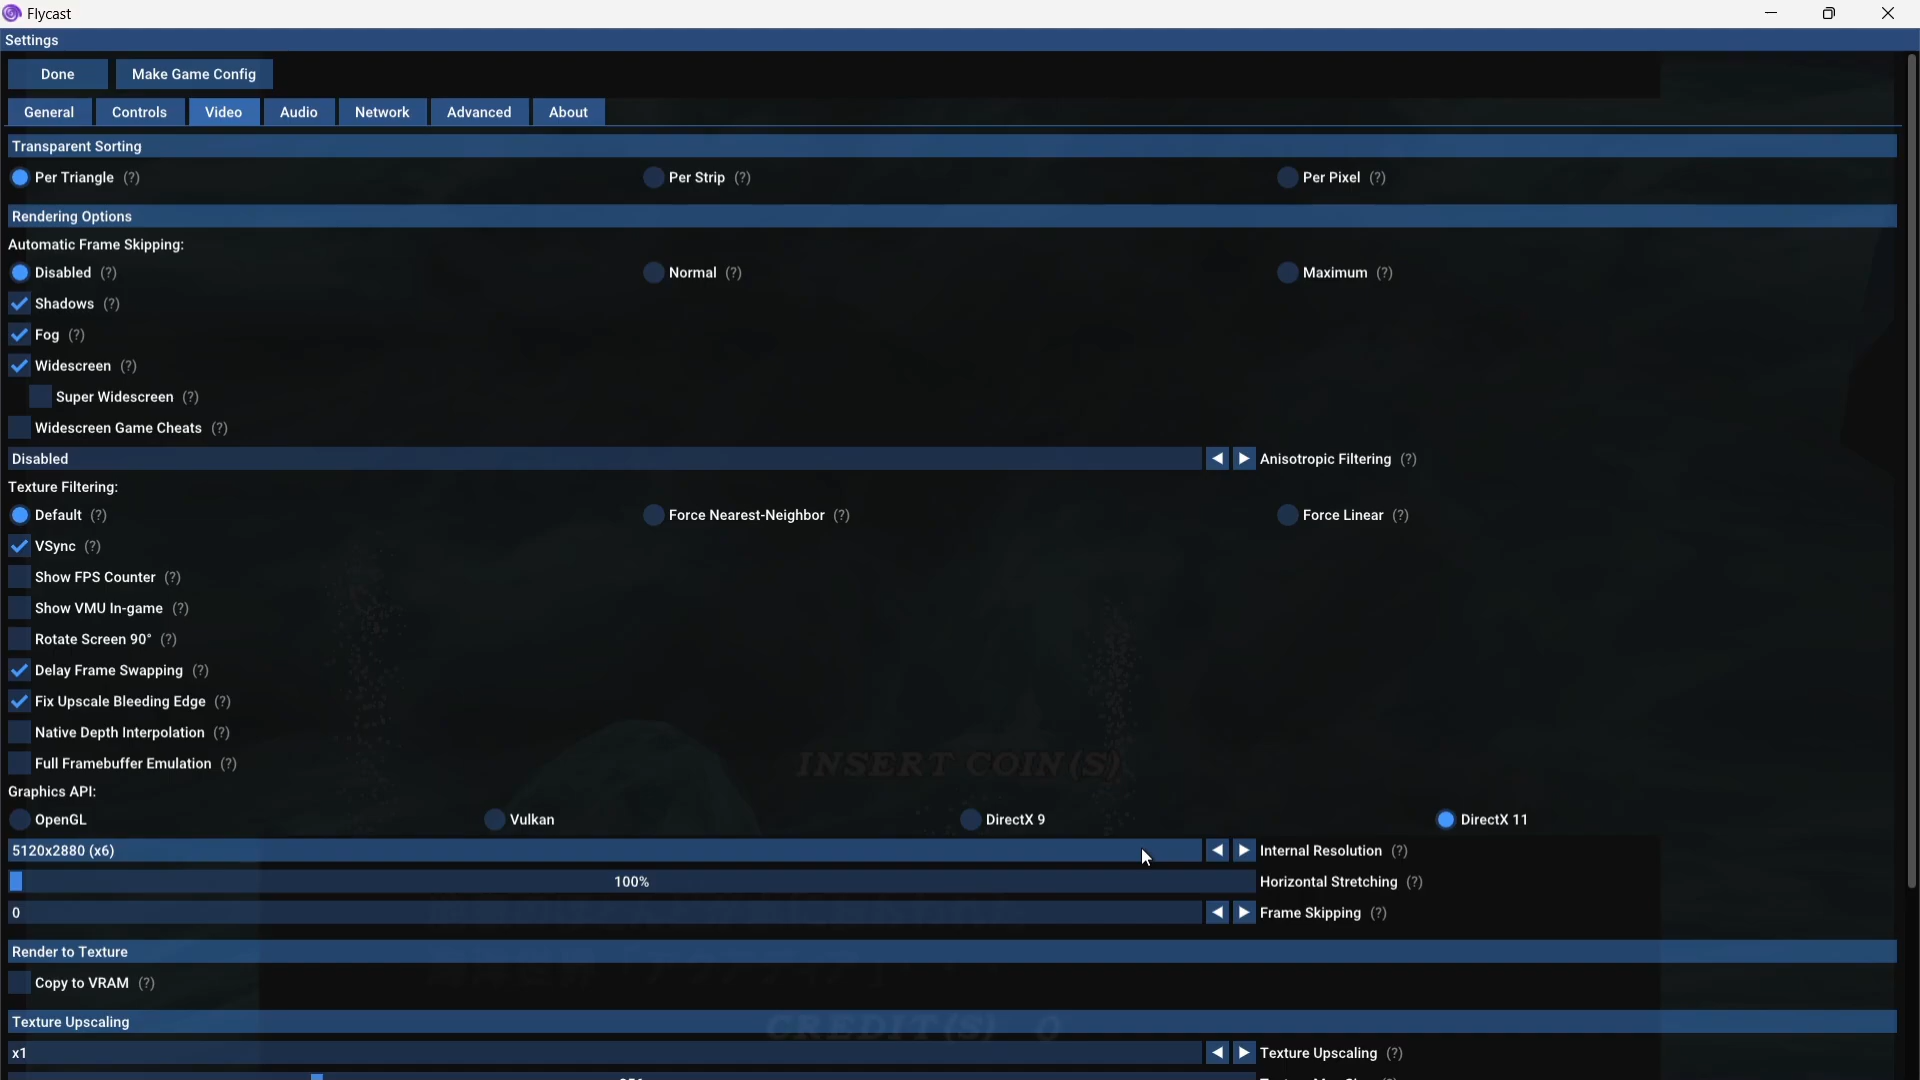 Flycast
Settings
Done Make Game Config
General Controls Video Audio Network Advanced About
Transparent Sorting
Per Triangle (?) Per Strip (?) Per Pixel (?)
Rendering Options
Automatic Frame Skipping:
Disabled (?) Normal (?) Maximum (?)
Shadows (?)
Fog (?)
Widescreen (?)
Super Widescreen (?)
Widescreen Game Cheats (?)
Disabled Anisotropic Filtering (?)
Texture Filtering:
Default (?) Force Nearest-Neighbor (?) Force Linear (?)
VSync (?)
Show FPS Counter (?)
Show VMU In-game (?)
Rotate Screen 90° (?)
Delay Frame Swapping (?)
Fix Upscale Bleeding Edge (?)
Native Depth Interpolation (?)
Full Framebuffer Emulation (?)
INSERT COIN(S)
Graphics API:
OpenGL Vulkan DirectX 9 DirectX 11
5120x2880 (x6) Internal Resolution (?)
100% Horizontal Stretching (?)
0 Frame Skipping (?)
Render to Texture
Copy to VRAM (?)
Texture Upscaling
CREDIT(S) 0
x1 Texture Upscaling (?)